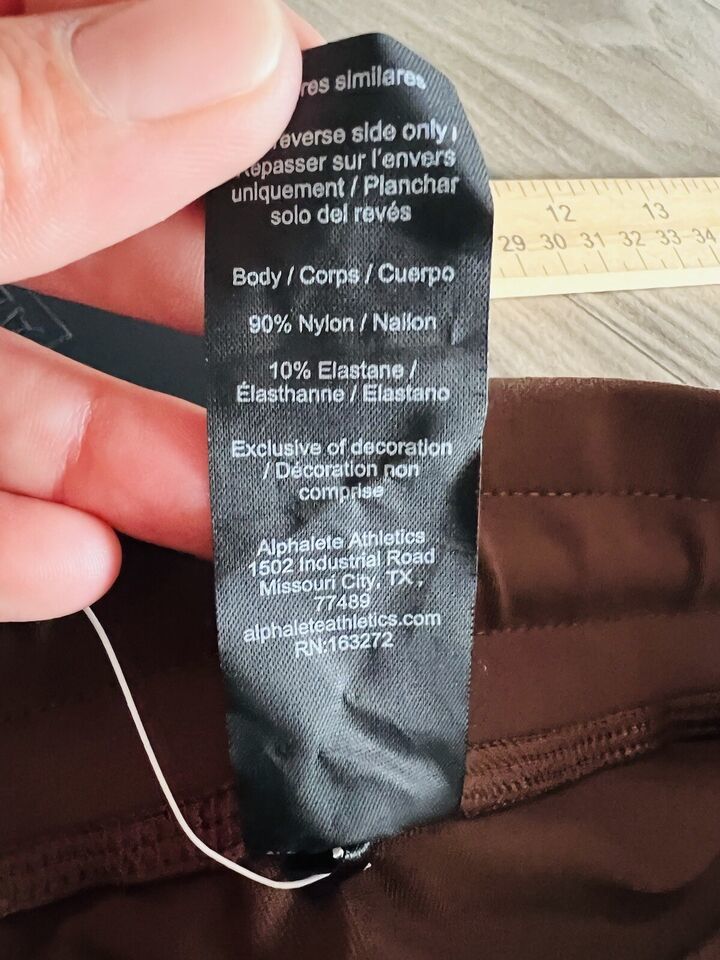 similares
reverse side only /
Repasser sur l'envers
uniquement / Planchar
solo del revés
Body / Corps / Cuerpo
90% Nylon / Nailon
10% Elastane /
Élasthanne / Elastano
Exclusive of decoration
/ Décoration non
comprise
Alphalete Athletics
1502 Industrial Road
Missouri City, TX,
77489
alphaleteathletics.com
RN:163272
12 13
29 30 31 32 33 34